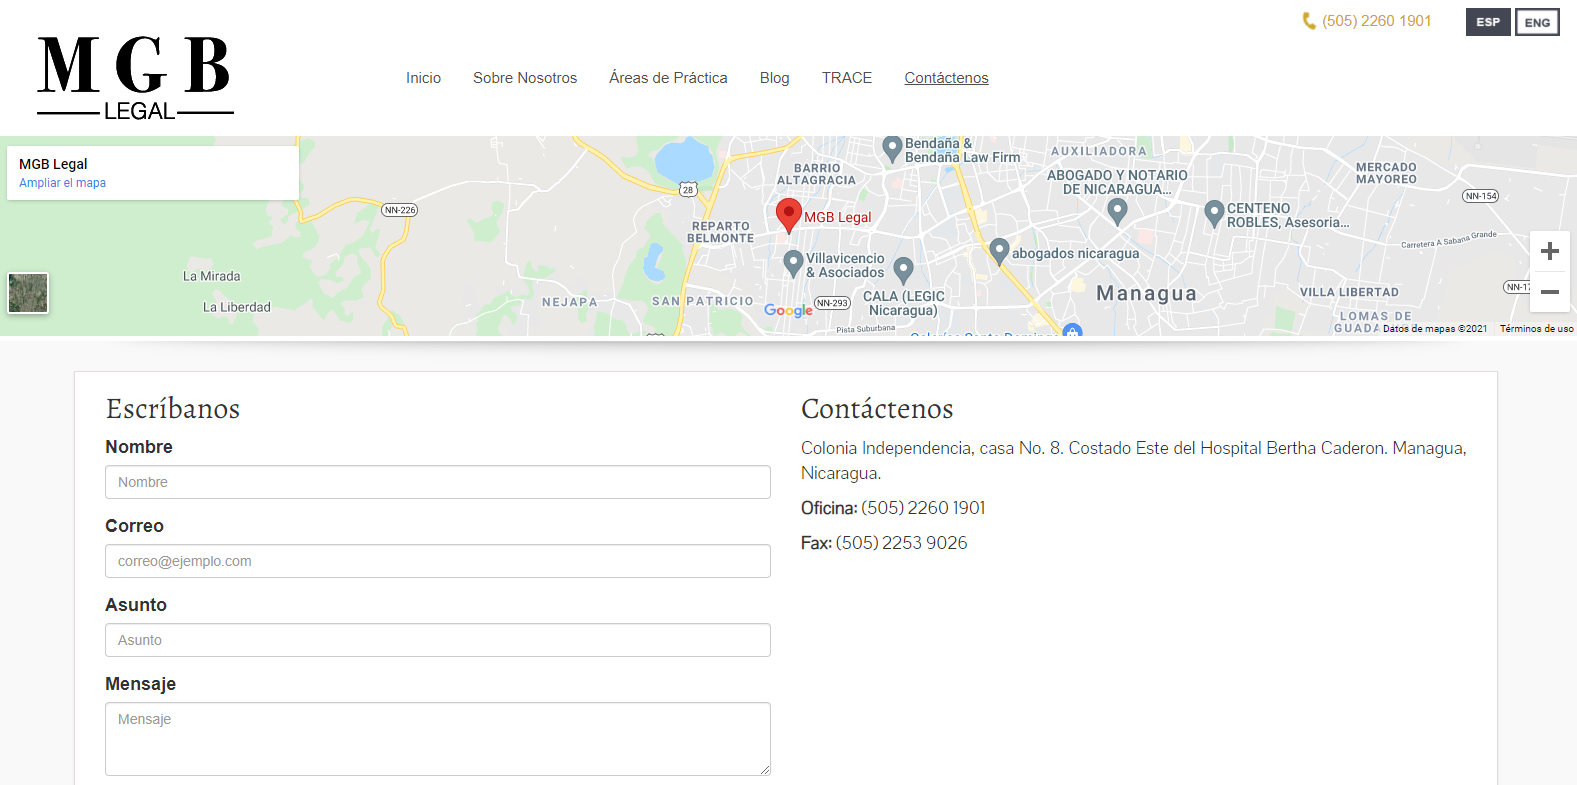 (505) 2260 1901
ESP
ENG
MGB
LEGAL
Inicio
Sobre Nosotros
Áreas de Práctica
Blog
TRACE
Contáctenos
MGB Legal
Ampliar el mapa
Bendaña &
Bendaña Law Firm
AUXILIADORA
BARRIO
ALTAGRACIA
ABOGADO Y NOTARIO
DE NICARAGUA...
MERCADO
MAYOREO
28
NN-154
NN-226
MGB Legal
CENTENO
ROBLES, Asesoria...
REPARTO
BELMONTE
Carretera A Sabana Grande
abogados nicaragua
Villavicencio
& Asociados
La Mirada
La Liberdad
NEJAPA
SAN PATRICIO
CALA (LEGIC
Nicaragua)
Managua
VILLA LIBERTAD
Google
NN-293
LOMAS DE
Pista Suburbana
Datos de mapas ©2021
Términos de uso
Escríbanos
Nombre
Nombre
Correo
correo@ejemplo.com
Asunto
Asunto
Mensaje
Mensaje
Contáctenos
Colonia Independencia, casa No. 8. Costado Este del Hospital Bertha Caderon. Managua,
Nicaragua.
Oficina: (505) 2260 1901
Fax: (505) 2253 9026